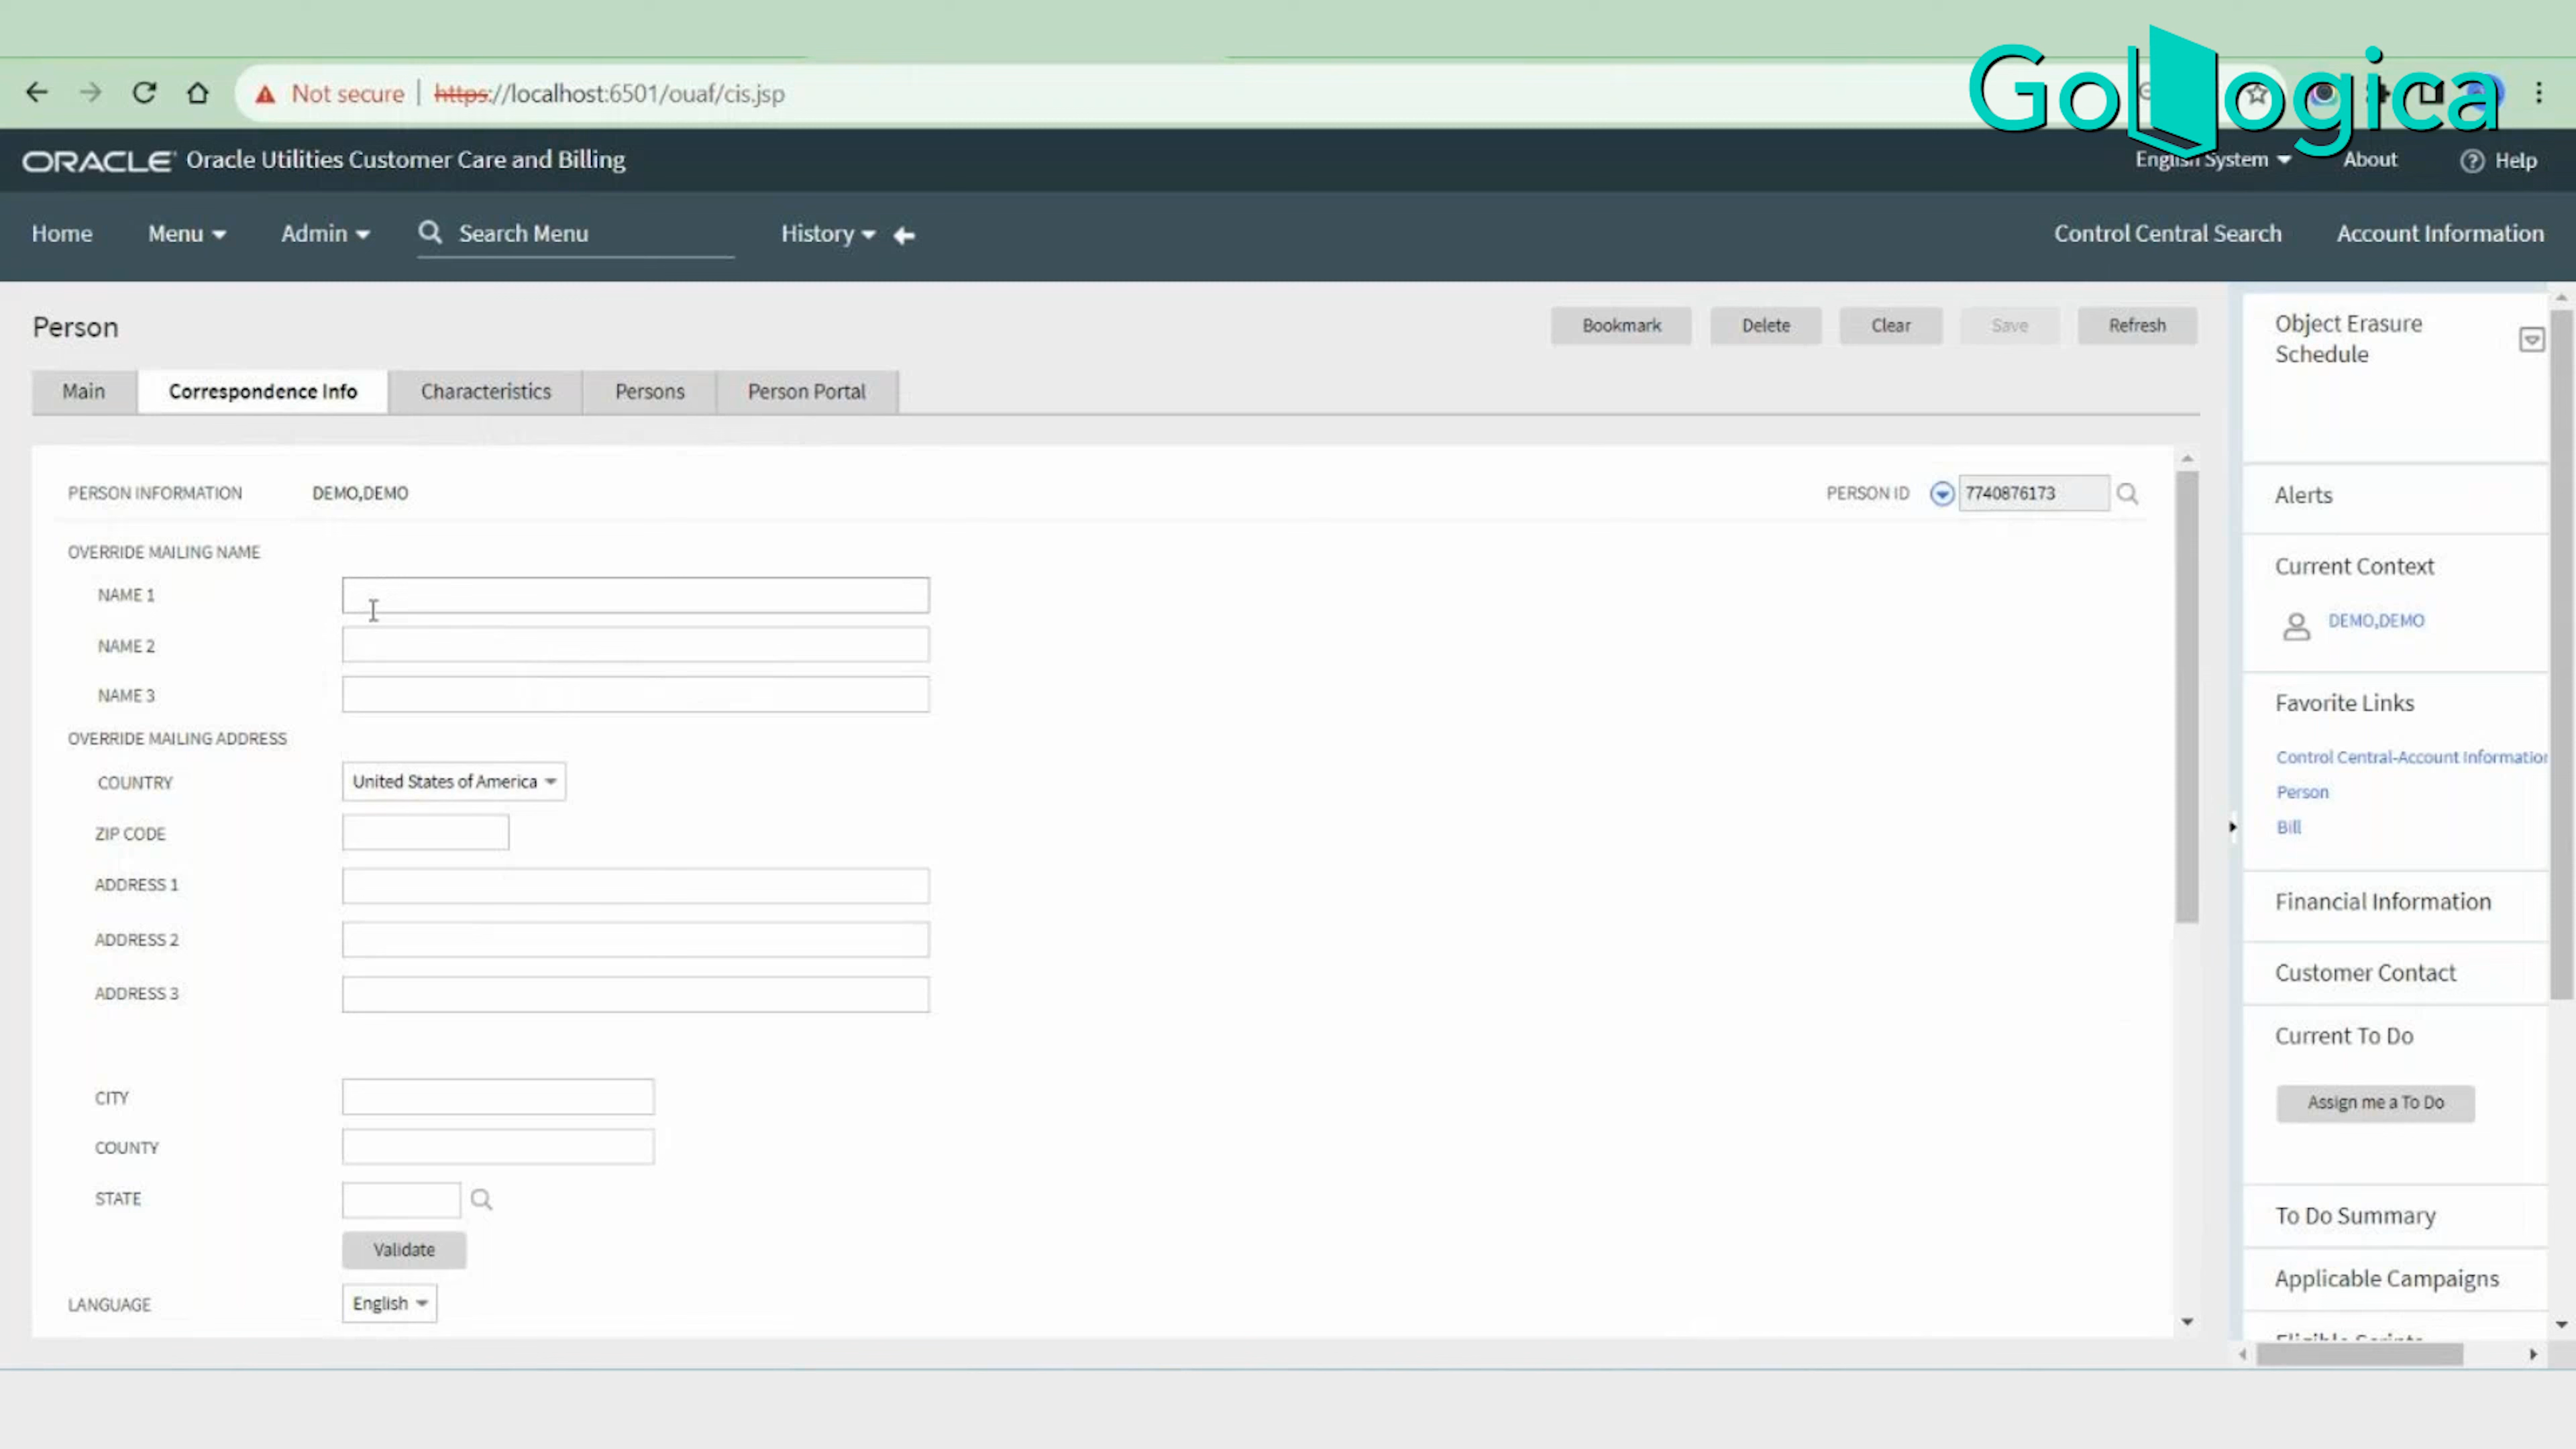 GoLogica
Not secure | https://localhost:6501/ouaf/cis.jsp
ORACLE Oracle Utilities Customer Care and Billing
English System About Help
Home Menu Admin Search Menu History Control Central Search Account Information
Person
Bookmark Delete Clear Save Refresh
Main Correspondence Info Characteristics Persons Person Portal
PERSON INFORMATION DEMO,DEMO PERSON ID 7740876173
OVERRIDE MAILING NAME
NAME 1
NAME 2
NAME 3
OVERRIDE MAILING ADDRESS
COUNTRY United States of America
ZIP CODE
ADDRESS 1
ADDRESS 2
ADDRESS 3
CITY
COUNTY
STATE
Validate
LANGUAGE English
Object Erasure
Schedule
Alerts
Current Context
DEMO,DEMO
Favorite Links
Control Central-Account Information
Person
Bill
Financial Information
Customer Contact
Current To Do
Assign me a To Do
To Do Summary
Applicable Campaigns